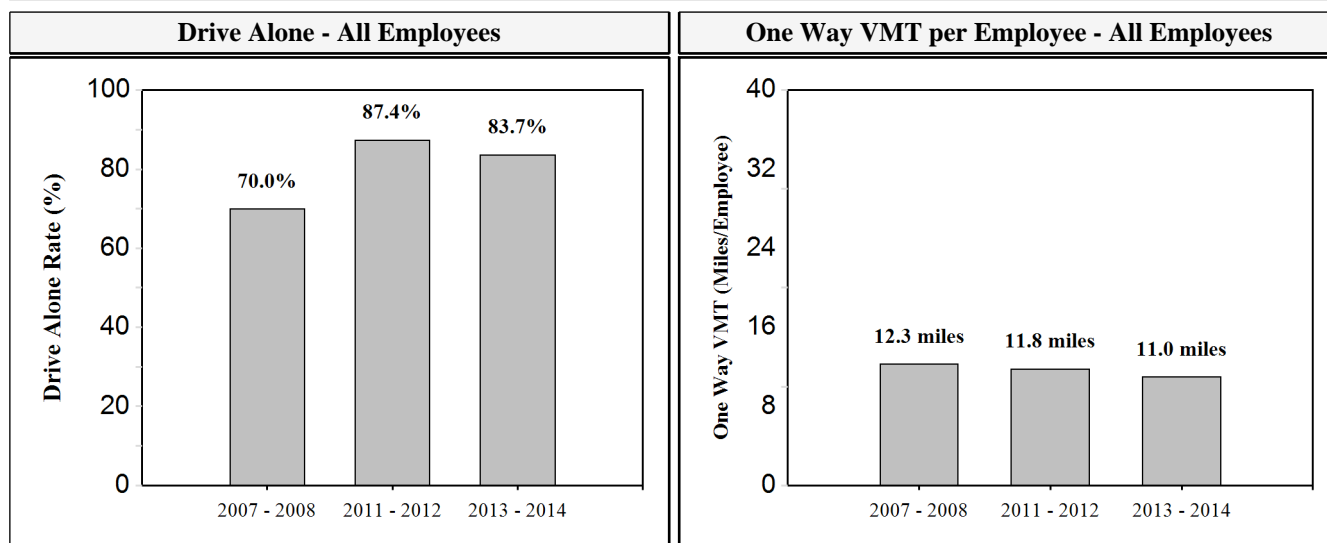 Drive Alone - All Employees
One Way VMT per Employee - All Employees
Drive Alone Rate (%)
100
80
60
40
20
0
70.0%
87.4%
83.7%
2007 - 2008
2011 - 2012
2013 - 2014
One Way VMT (Miles/Employee)
40
32
24
16
8
0
12.3 miles
11.8 miles
11.0 miles
2007 - 2008
2011 - 2012
2013 - 2014